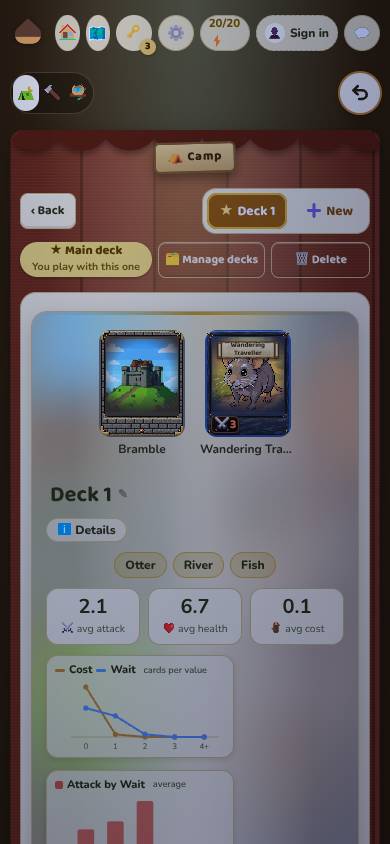 20/20
3
Sign in
Camp
‹ Back
★ Deck 1
+ New
★ Main deck
You play with this one
Manage decks
Delete
Wandering
Traveller
3
Bramble
Wandering Tra...
Deck 1
Details
Otter
River
Fish
2.1
avg attack
6.7
avg health
0.1
avg cost
Cost
Wait
cards per value
0
1
2
3
4+
Attack by Wait
average